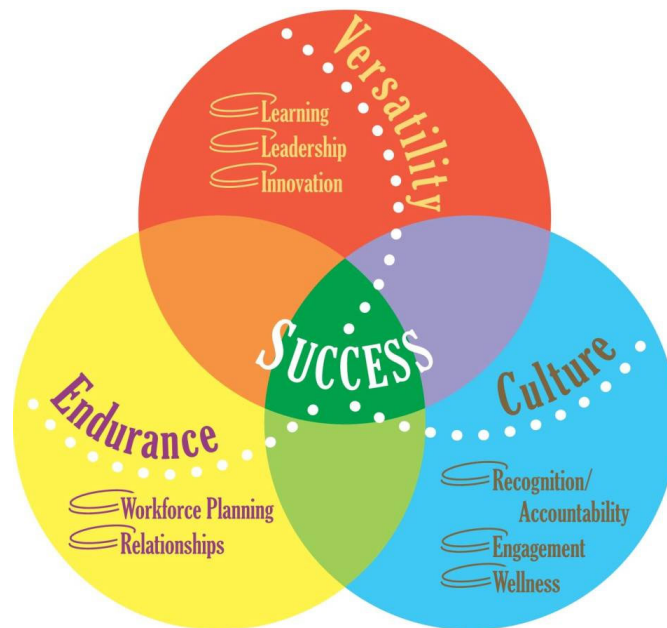 Versatility
Learning
Leadership
Innovation
SUCCESS
Endurance
Workforce Planning
Relationships
Culture
Recognition/
Accountability
Engagement
Wellness